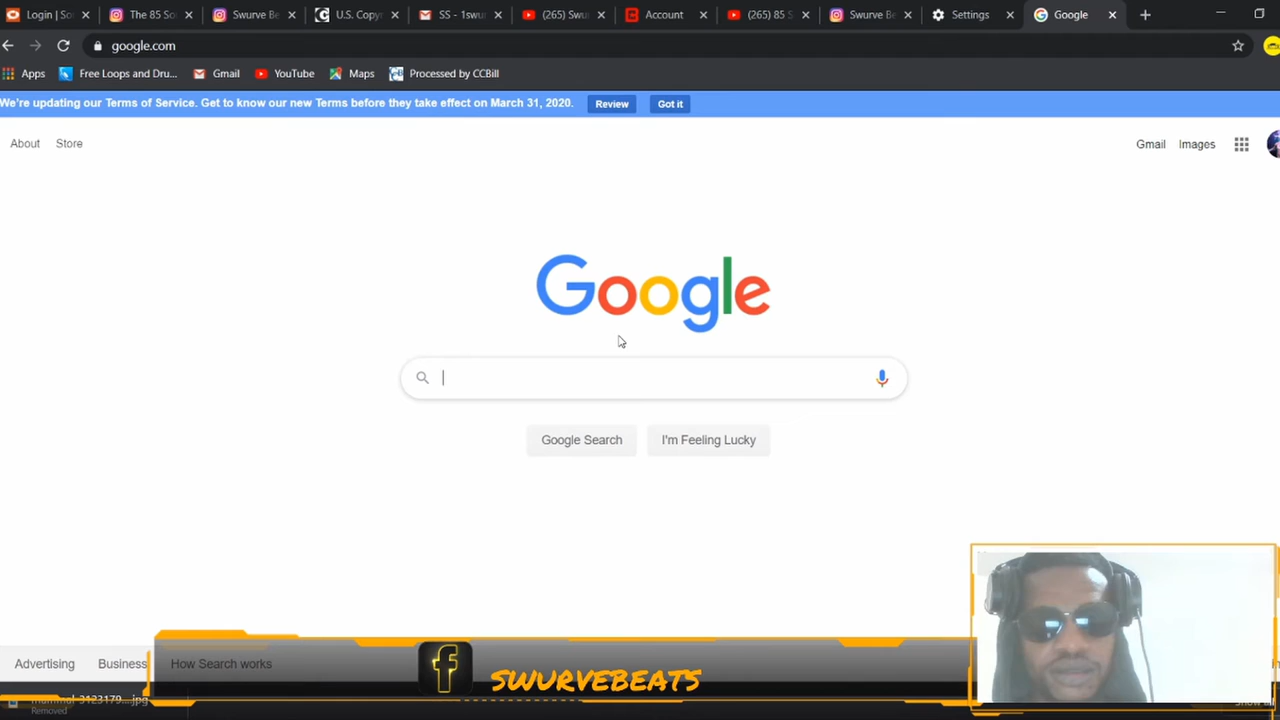 Login | So
The 85 So
Swurve Be
U.S. Copyr
(265) Swu
Account
(265) 85 S
Swurve Be
Settings
Google
google.com
Apps
Free Loops and Dru...
Gmail
YouTube
Maps
Processed by CCBill
We're updating our Terms of Service. Get to know our new Terms before they take effect on March 31, 2020.
Review
Got it
About
Store
Gmail
Images
Google
Google Search
I'm Feeling Lucky
Advertising
Business
How Search works
SWURVEBEATS
Removed